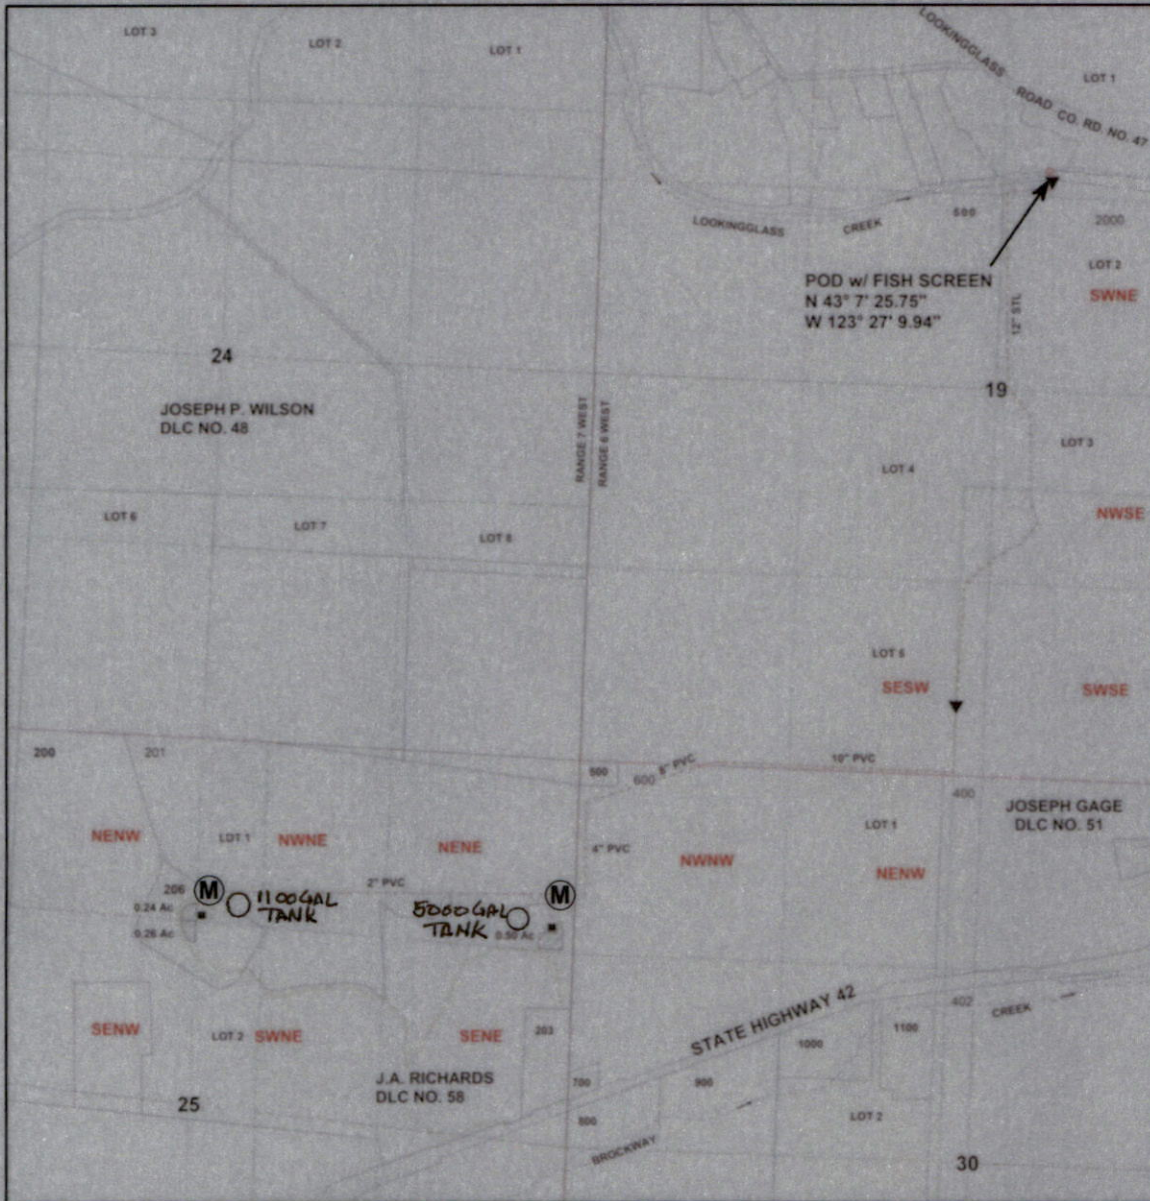 LOT 3
LOT 2
LOT 1
LOOKINGGLASS ROAD CO. RD. NO. 47
LOT 1
LOOKINGGLASS
CREEK
500
2000
LOT 2
SWNE
POD w/ FISH SCREEN
N 43° 7' 25.75"
W 123° 27' 9.94"
12" STL
24
19
JOSEPH P. WILSON
DLC NO. 48
RANGE 7 WEST
RANGE 6 WEST
LOT 3
LOT 4
LOT 6
LOT 7
LOT 8
NWSE
LOT 5
SESW
SWSE
200
201
500
600
8" PVC
10" PVC
400
JOSEPH GAGE
DLC NO. 51
NENW
LOT 1
NWNE
NENE
4" PVC
NWNW
LOT 1
NENW
206
M
1100 GAL
TANK
2" PVC
5000 GAL
TANK
M
0.24 Ac
0.26 Ac
0.50 Ac
SENW
LOT 2
SWNE
SENE
203
STATE HIGHWAY 42
402
CREEK
1100
1000
J.A. RICHARDS
DLC NO. 58
700
900
25
800
BROCKWAY
LOT 2
30